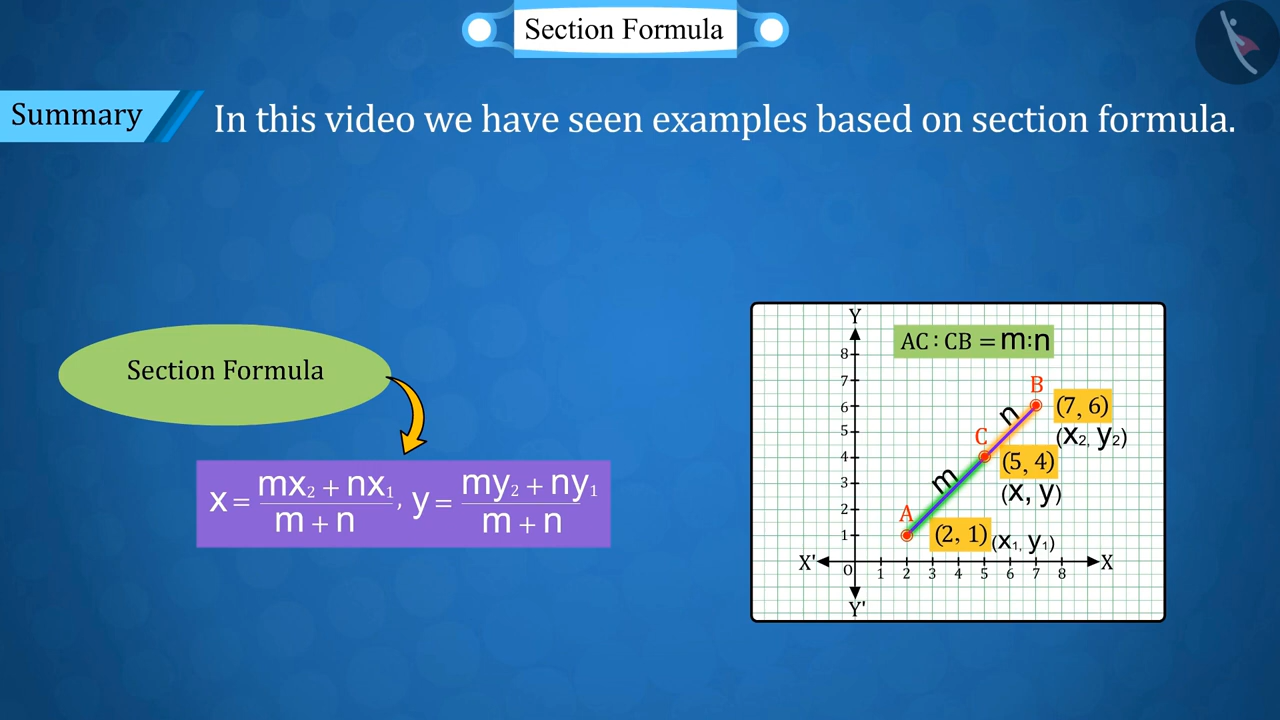 Section Formula
Summary
In this video we have seen examples based on section formula.
Section Formula
x = mx₂ + nx₁ / m + n , y = my₂ + ny₁ / m + n
Y
AC : CB = m:n
8
7
6
5
4
3
2
1
B
(7, 6)
(x₂, y₂)
n
C
(5, 4)
(x, y)
m
A
(2, 1) (x₁, y₁)
X' O 1 2 3 4 5 6 7 8 X
Y'